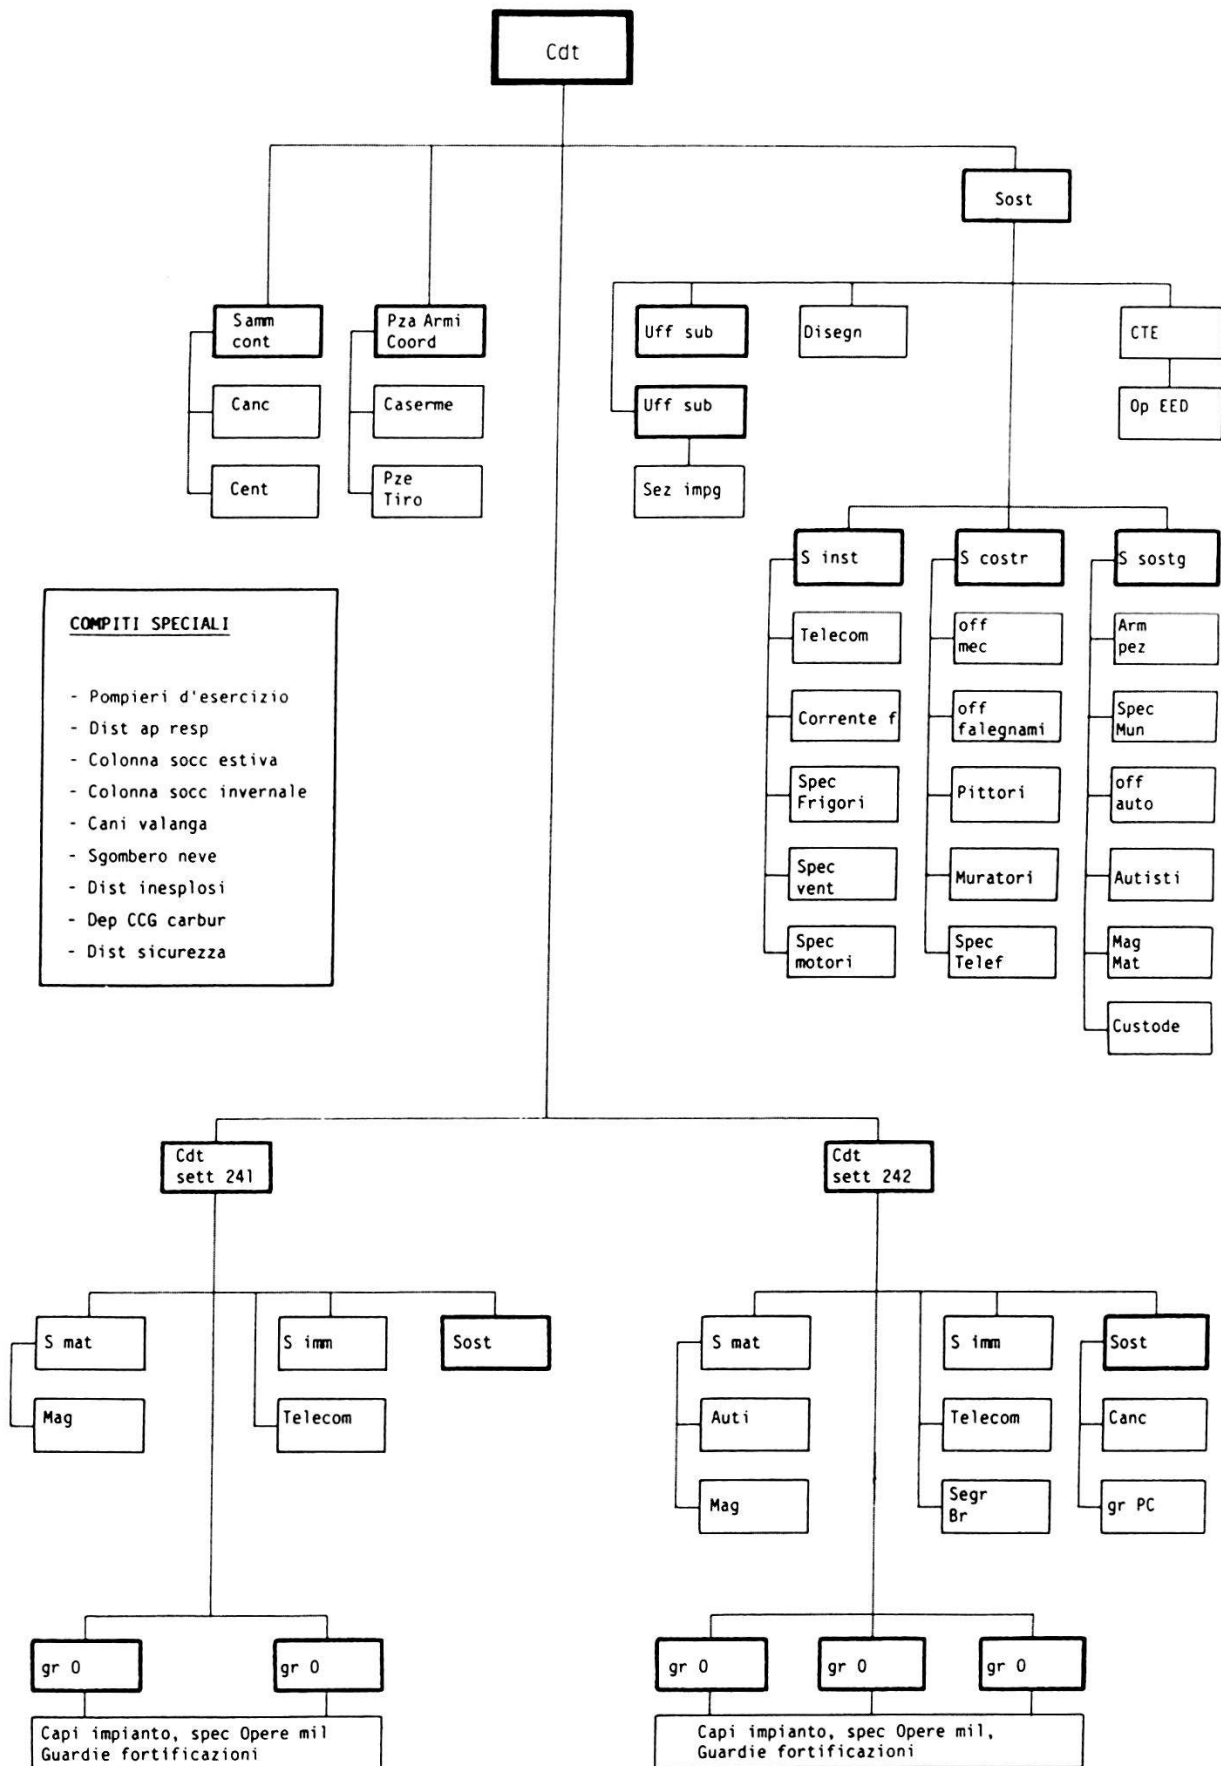 Cdt
Sost
Samm
cont
Pza Armi
Coord
Uff sub
Disegn
CTE
Canc
Caserme
Uff sub
Op EED
Cent
Pze
Tiro
Sez impg
S inst
S costr
S sostg
Telecom
off
mec
Arm
pez
Corrente f
off
falegnami
Spec
Mun
Spec
Frigori
Pittori
off
auto
Spec
vent
Muratori
Autisti
Spec
motori
Spec
Telef
Mag
Mat
Custode
COMPITI SPECIALI
- Pompieri d'esercizio
- Dist ap resp
- Colonna socc estiva
- Colonna socc invernale
- Cani valanga
- Sgombero neve
- Dist inesplosi
- Dep CCG carbur
- Dist sicurezza
Cdt
sett 241
Cdt
sett 242
S mat
S imm
Sost
Mag
Telecom
S mat
S imm
Sost
Auti
Telecom
Canc
Mag
Segr
Br
gr PC
gr O
gr O
Capi impianto, spec Opere mil
Guardie fortificazioni
gr O
gr O
gr O
Capi impianto, spec Opere mil,
Guardie fortificazioni